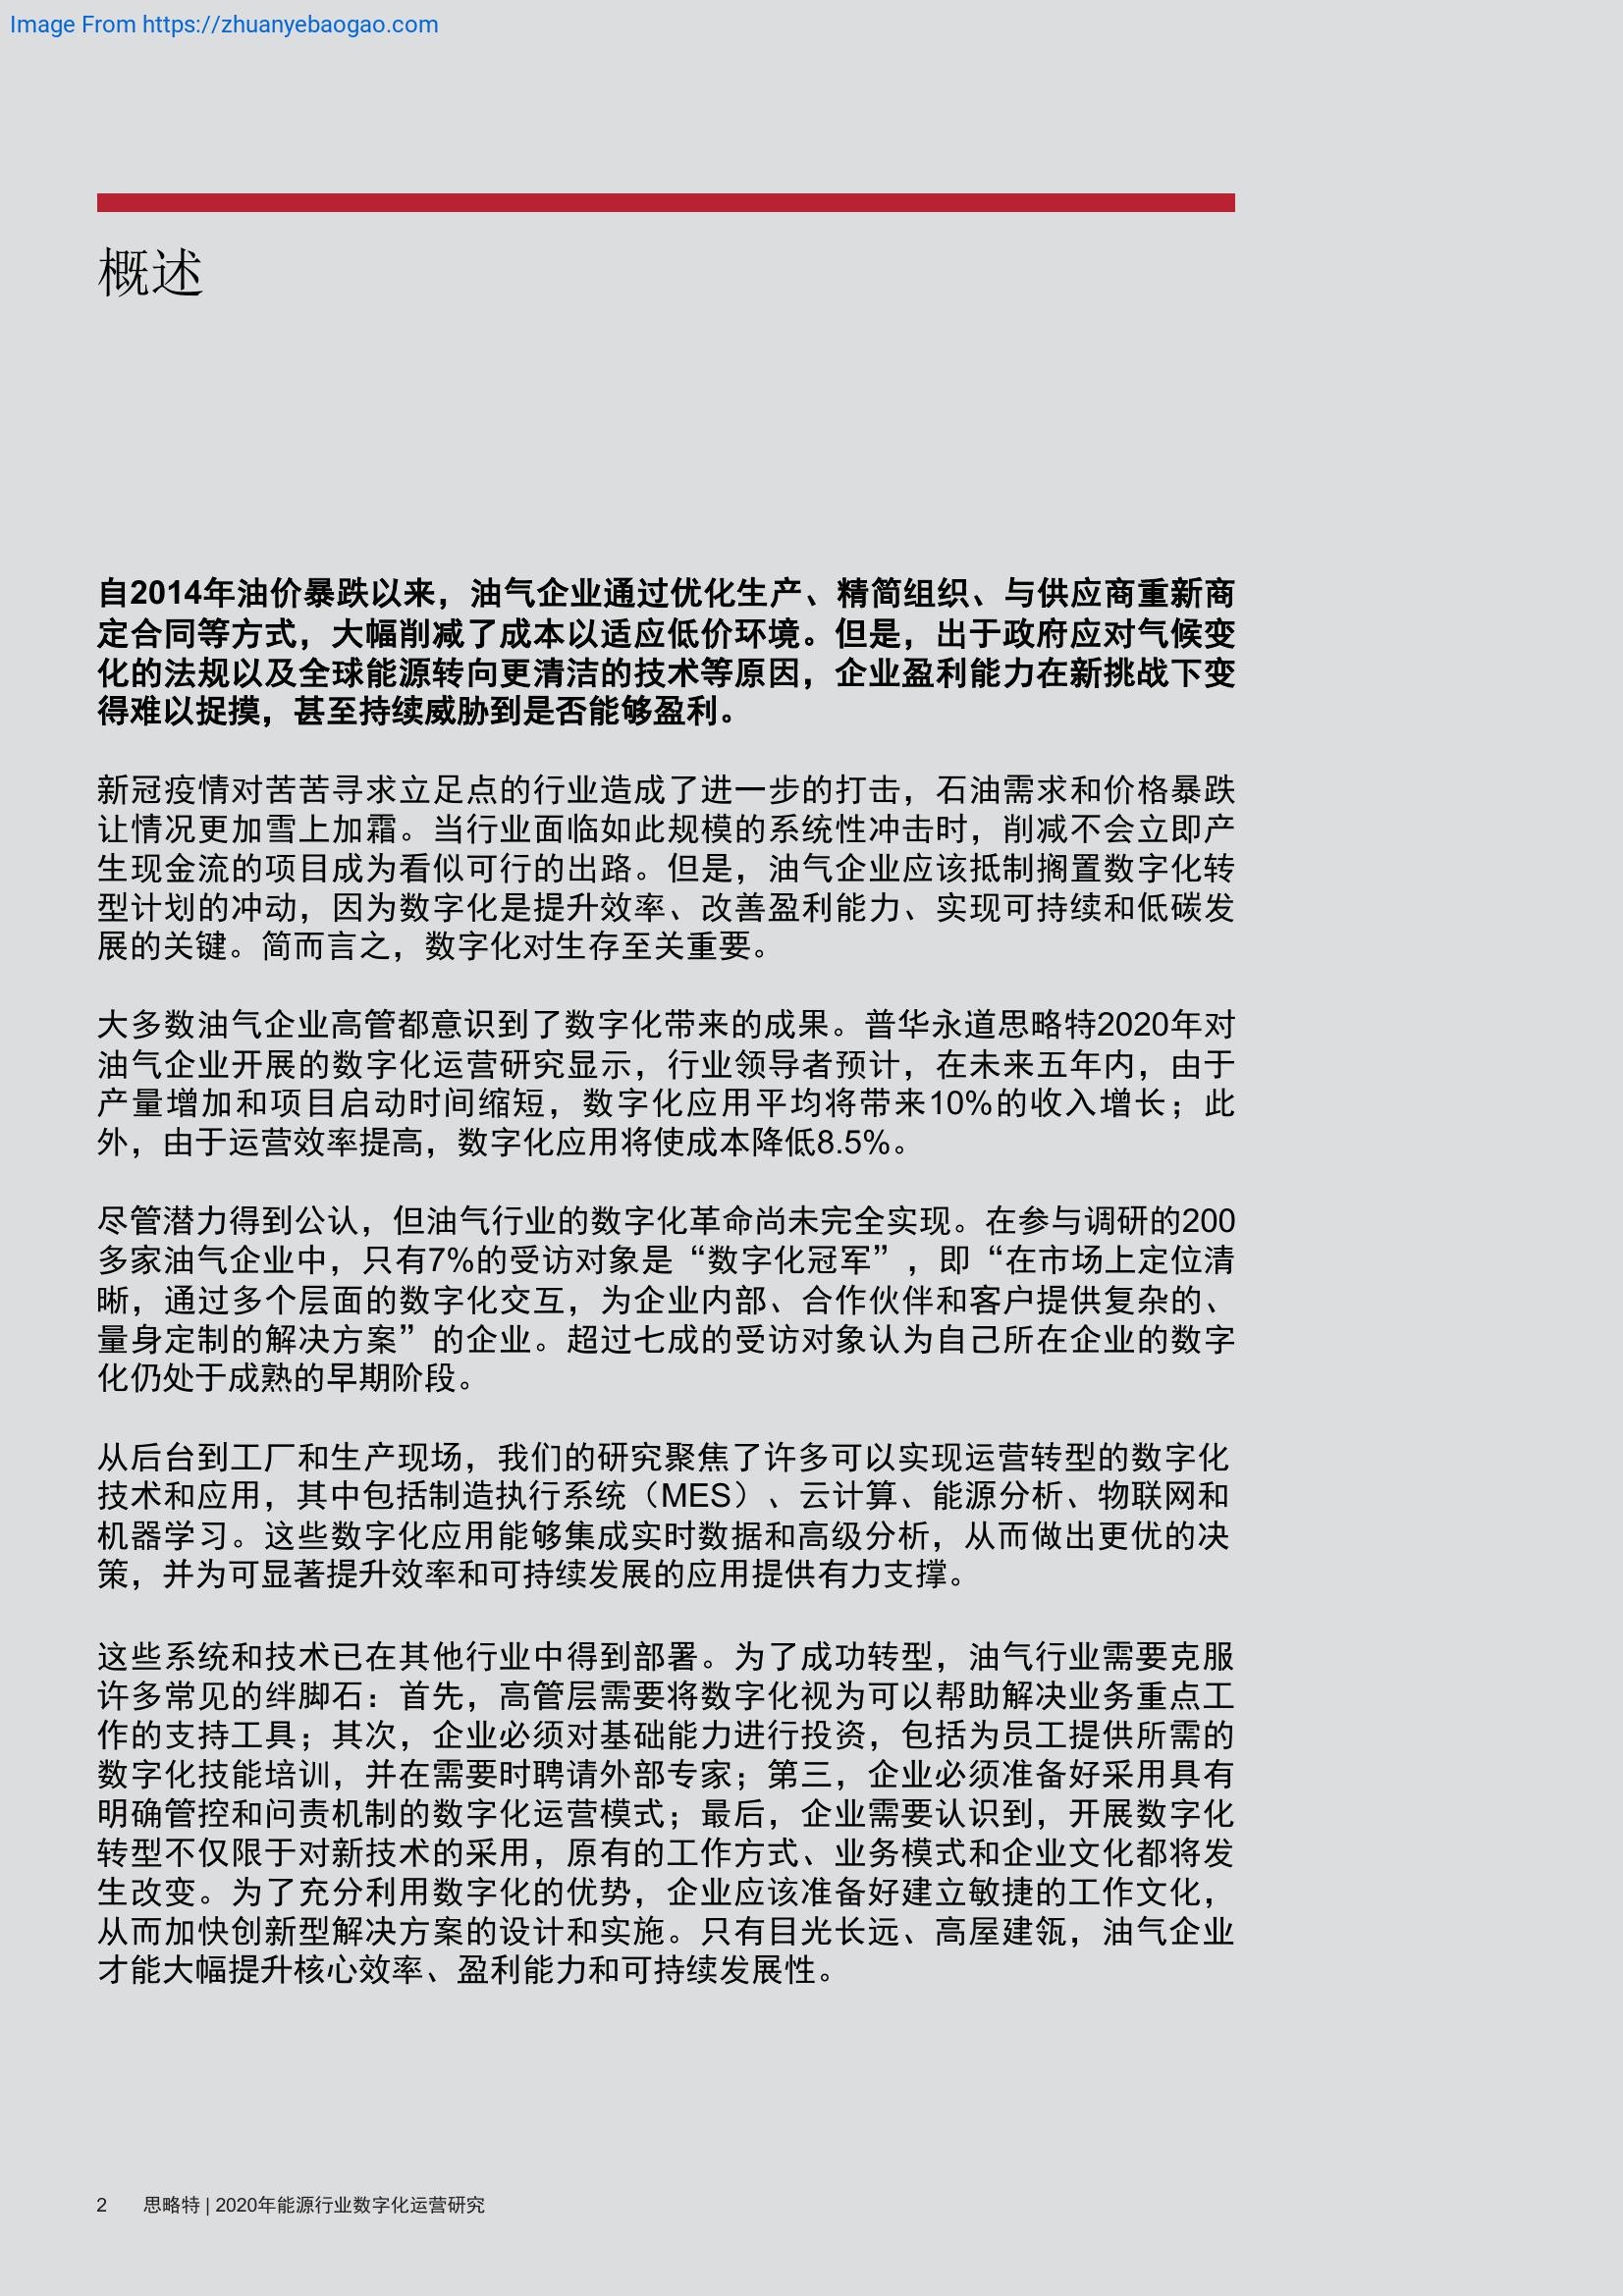 Image From https://zhuanyebaogao.com
概述
自2014年油价暴跌以来，油气企业通过优化生产、精简组织、与供应商重新商
定合同等方式，大幅削减了成本以适应低价环境。但是，出于政府应对气候变
化的法规以及全球能源转向更清洁的技术等原因，企业盈利能力在新挑战下变
得难以捉摸，甚至持续威胁到是否能够盈利。
新冠疫情对苦苦寻求立足点的行业造成了进一步的打击，石油需求和价格暴跌
让情况更加雪上加霜。当行业面临如此规模的系统性冲击时，削减不会立即产
生现金流的项目成为看似可行的出路。但是，油气企业应该抵制搁置数字化转
型计划的冲动，因为数字化是提升效率、改善盈利能力、实现可持续和低碳发
展的关键。简而言之，数字化对生存至关重要。
大多数油气企业高管都意识到了数字化带来的成果。普华永道思略特2020年对
油气企业开展的数字化运营研究显示，行业领导者预计，在未来五年内，由于
产量增加和项目启动时间缩短，数字化应用平均将带来10%的收入增长；此
外，由于运营效率提高，数字化应用将使成本降低8.5%。
尽管潜力得到公认，但油气行业的数字化革命尚未完全实现。在参与调研的200
多家油气企业中，只有7%的受访对象是“数字化冠军”，即“在市场上定位清
晰，通过多个层面的数字化交互，为企业内部、合作伙伴和客户提供复杂的、
量身定制的解决方案”的企业。超过七成的受访对象认为自己所在企业的数字
化仍处于成熟的早期阶段。
从后台到工厂和生产现场，我们的研究聚焦了许多可以实现运营转型的数字化
技术和应用，其中包括制造执行系统（MES）、云计算、能源分析、物联网和
机器学习。这些数字化应用能够集成实时数据和高级分析，从而做出更优的决
策，并为可显著提升效率和可持续发展的应用提供有力支撑。
这些系统和技术已在其他行业中得到部署。为了成功转型，油气行业需要克服
许多常见的绊脚石：首先，高管层需要将数字化视为可以帮助解决业务重点工
作的支持工具；其次，企业必须对基础能力进行投资，包括为员工提供所需的
数字化技能培训，并在需要时聘请外部专家；第三，企业必须准备好采用具有
明确管控和问责机制的数字化运营模式；最后，企业需要认识到，开展数字化
转型不仅限于对新技术的采用，原有的工作方式、业务模式和企业文化都将发
生改变。为了充分利用数字化的优势，企业应该准备好建立敏捷的工作文化，
从而加快创新型解决方案的设计和实施。只有目光长远、高屋建瓴，油气企业
才能大幅提升核心效率、盈利能力和可持续发展性。
2 思略特 | 2020年能源行业数字化运营研究